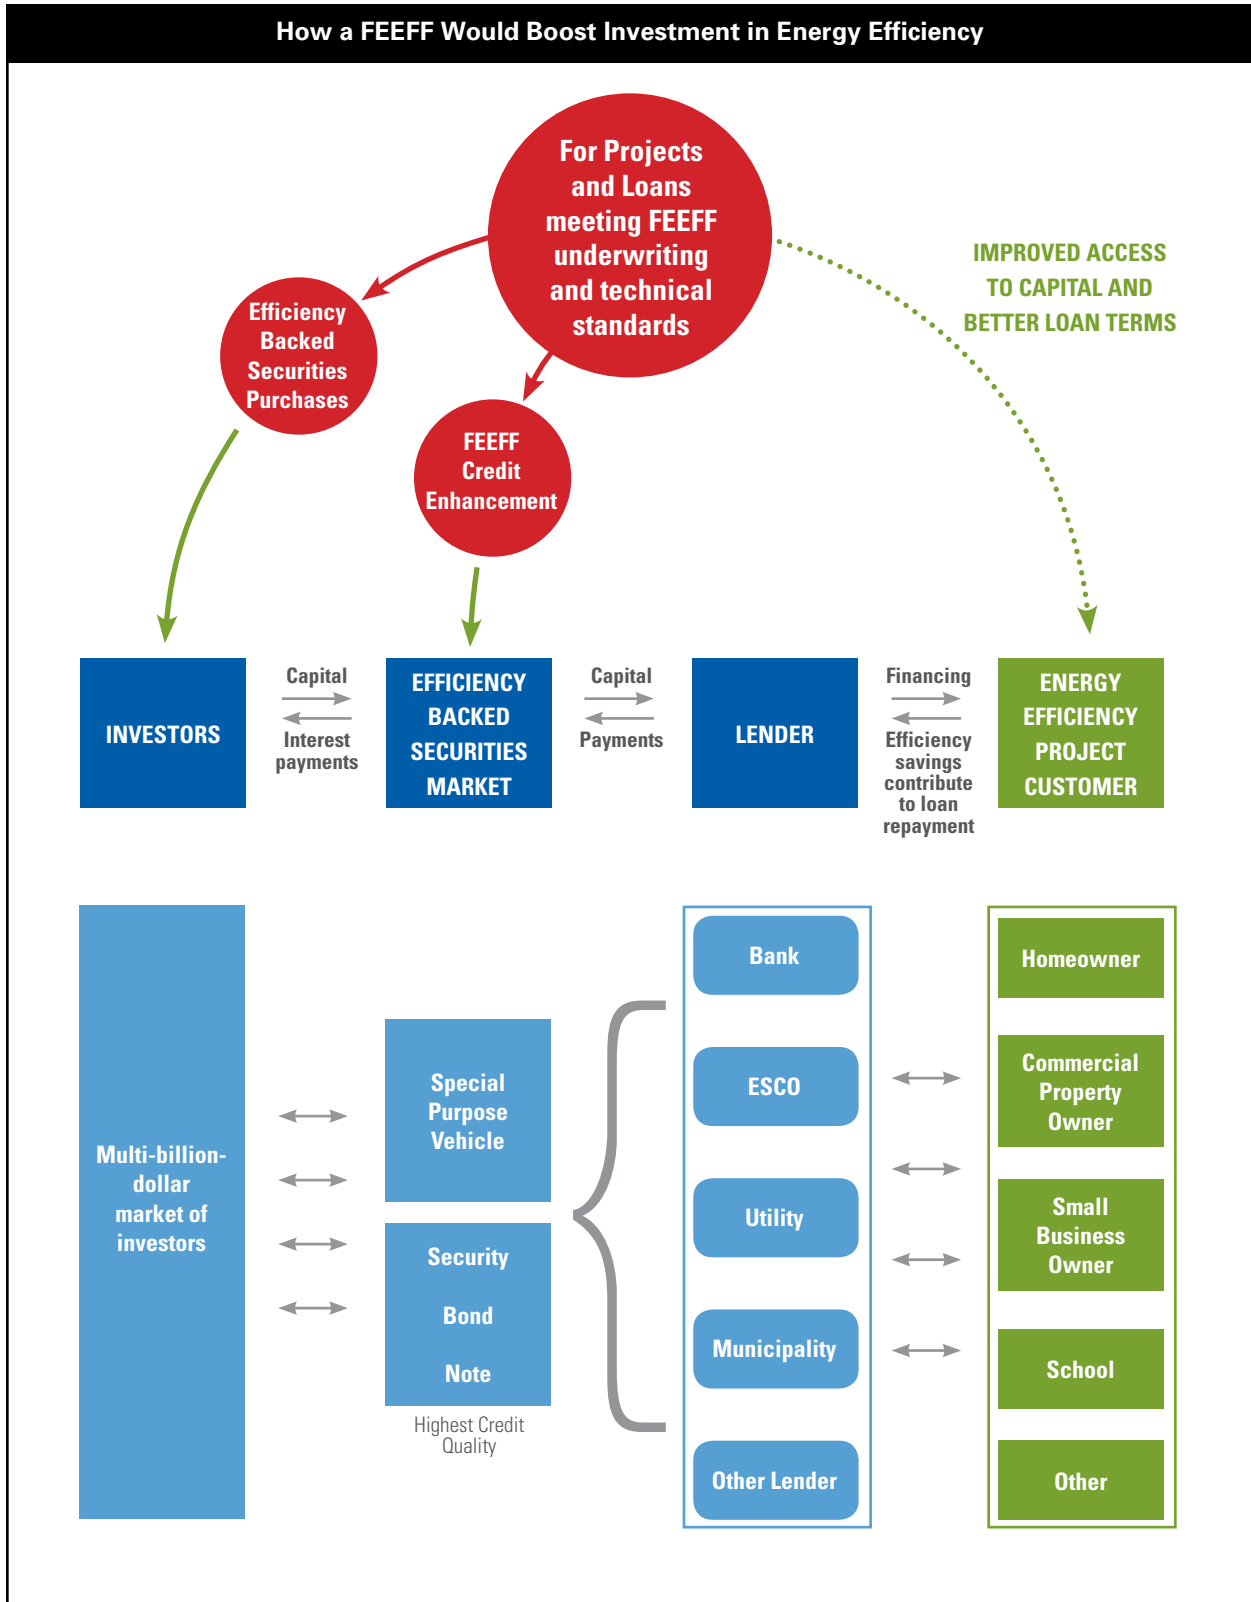 How a FEEFF Would Boost Investment in Energy Efficiency
For Projects
and Loans
meeting FEEFF
underwriting
and technical
standards
IMPROVED ACCESS
TO CAPITAL AND
BETTER LOAN TERMS
Efficiency
Backed
Securities
Purchases
FEEFF
Credit
Enhancement
INVESTORS
Capital
Interest
payments
EFFICIENCY
BACKED
SECURITIES
MARKET
Capital
Payments
LENDER
Financing
Efficiency
savings
contribute
to loan
repayment
ENERGY
EFFICIENCY
PROJECT
CUSTOMER
Multi-billion-
dollar
market of
investors
Special
Purpose
Vehicle
Security
Bond
Note
Highest Credit
Quality
Bank
ESCO
Utility
Municipality
Other Lender
Homeowner
Commercial
Property
Owner
Small
Business
Owner
School
Other